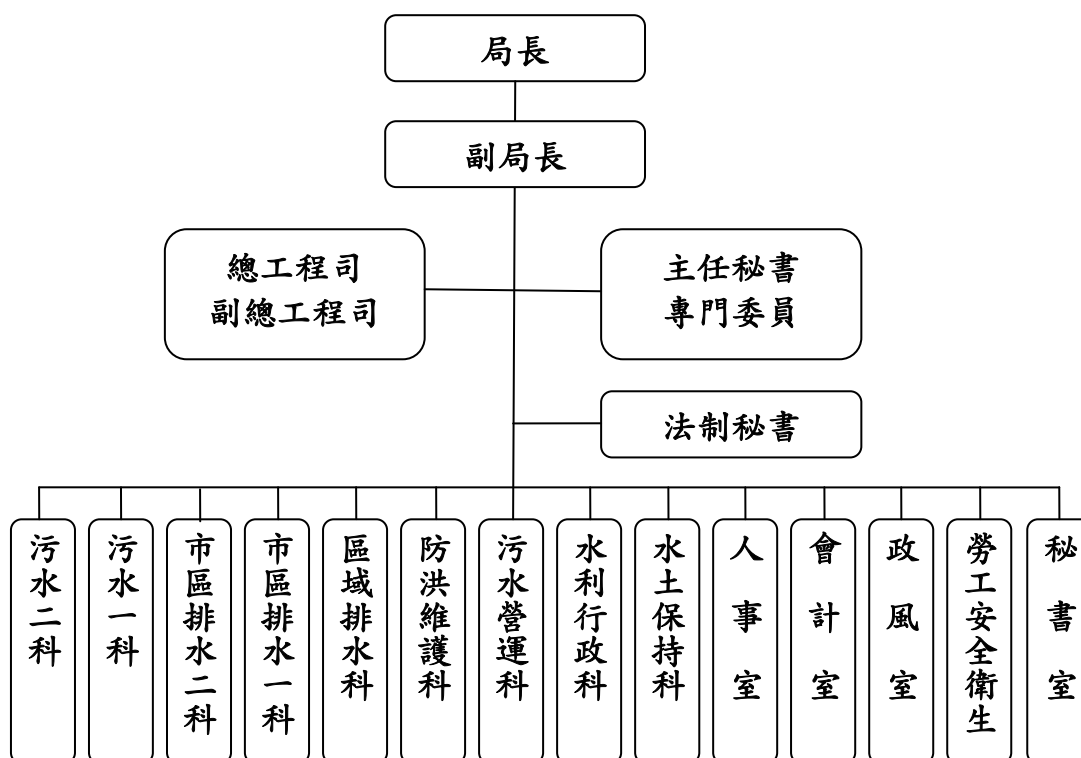 局長
副局長
總工程司
副總工程司
主任秘書
專門委員
法制秘書
污水二科
污水一科
市區排水二科
市區排水一科
區域排水科
防洪維護科
污水營運科
水利行政科
水土保持科
人事室
會計室
政風室
勞工安全衛生
秘書室